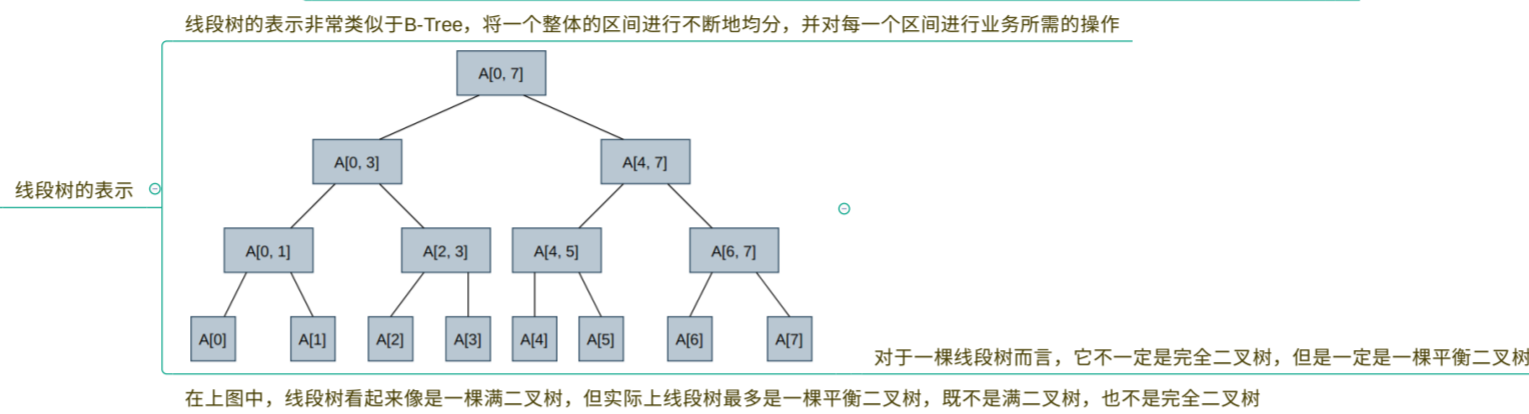 线段树的表示非常类似于B-Tree，将一个整体的区间进行不断地均分，并对每一个区间进行业务所需的操作
A[0, 7]
A[0, 3] A[4, 7]
线段树的表示
A[0, 1] A[2, 3] A[4, 5] A[6, 7]
A[0] A[1] A[2] A[3] A[4] A[5] A[6] A[7]
对于一棵线段树而言，它不一定是完全二叉树，但是一定是一棵平衡二叉树
在上图中，线段树看起来像是一棵满二叉树，但实际上线段树最多是一棵平衡二叉树，既不是满二叉树，也不是完全二叉树